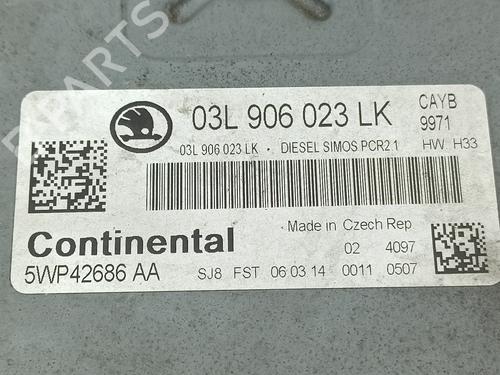 B-PARTS
03L 906 023 LK CAYB
9971
03L 906 023 LK • DIESEL SIMOS PCR2 1 HW H33
Made in Czech Rep
Continental 02 4097
5WP42686 AA SJ8 FST 06 03 14 0011 0507